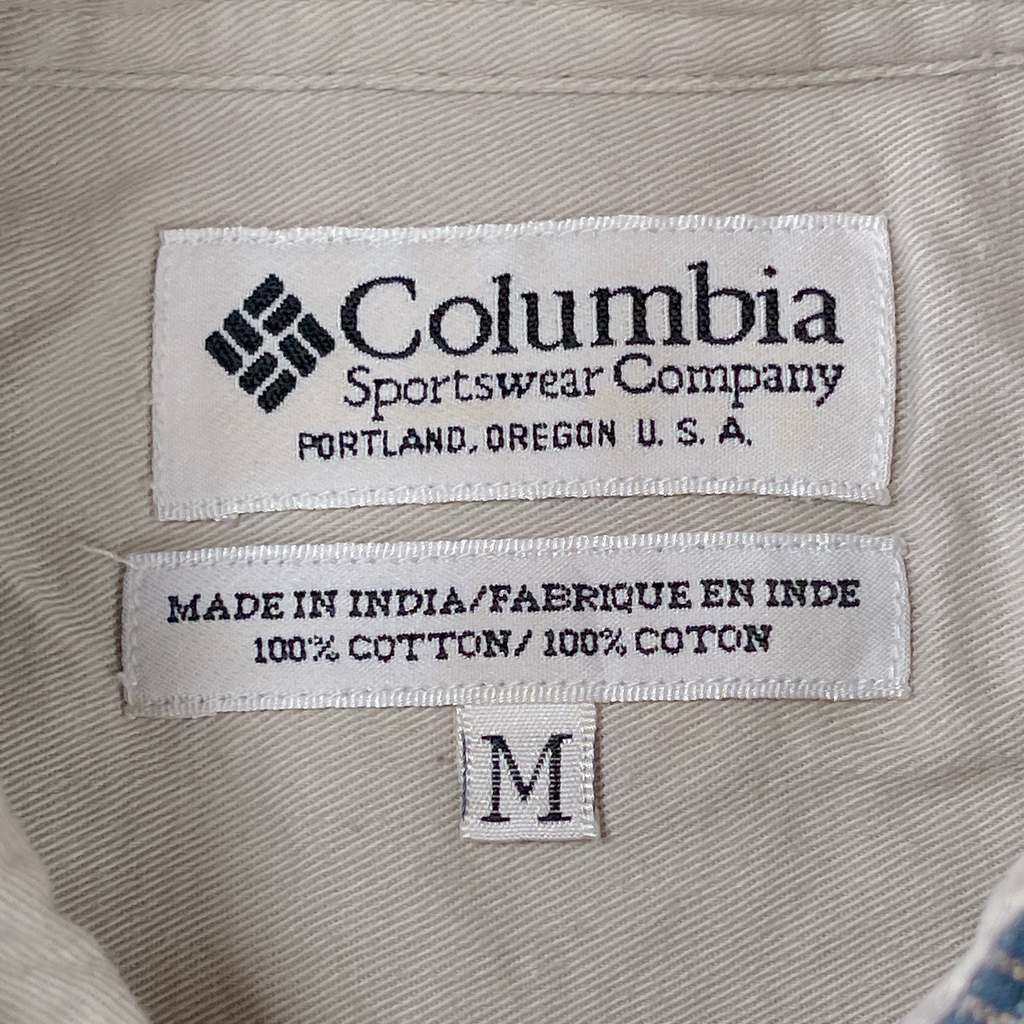 Columbia
Sportswear Company
PORTLAND, OREGON U. S. A.
MADE IN INDIA/FABRIQUE EN INDE
100% COTTON/ 100% COTON
M